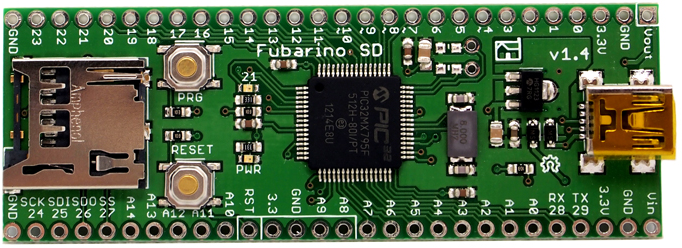 GND 23 22 21 20 19 18 17 16 15 14 13 12 11 10 9 8 7 6 5 4 3 2 1 0 3.3V GND Vout
Fubarino SD
v1.4
PRG
21
Amphenol
PIC32
PIC32MX795F
512H-80I/PT
1214E8U
8.000
RESET
PWR
SCK SDI SDO SS RX TX
GND 24 25 26 27 A14 A13 A12 A11 A10 RST 3.3 GND A9 A8 A7 A6 A5 A4 A3 A2 A1 A0 28 29 3.3V GND Vin